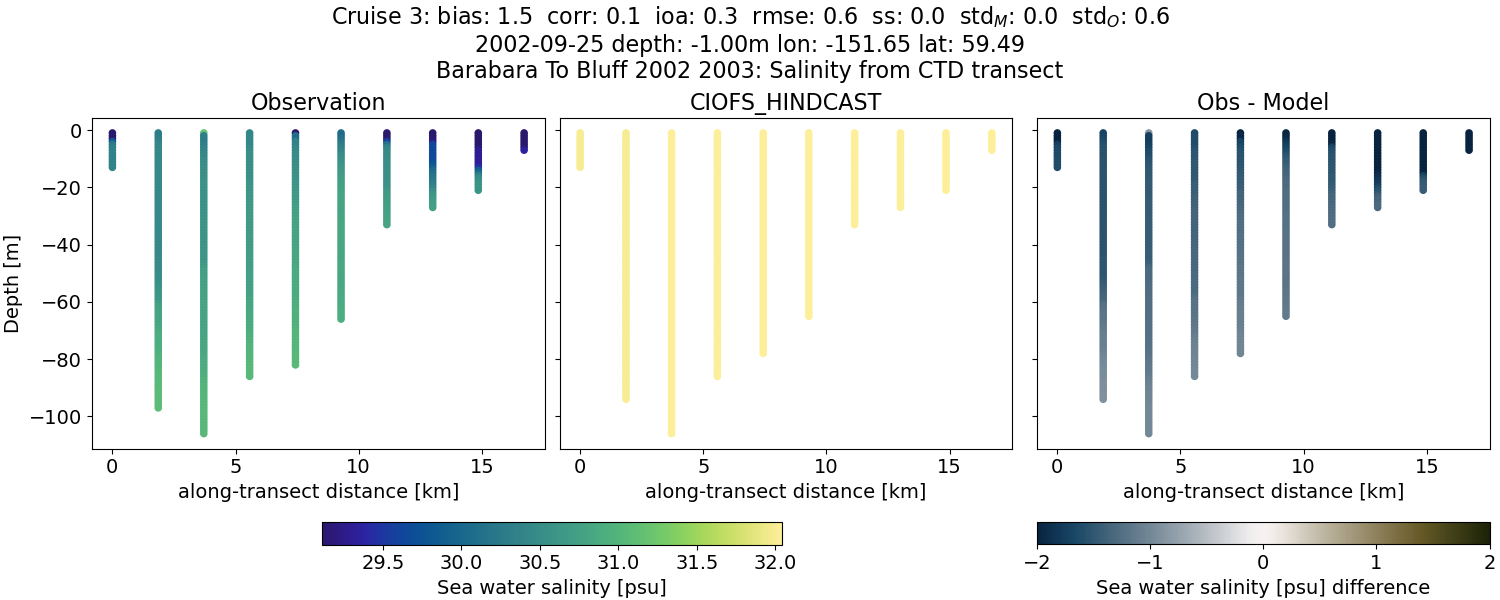 Cruise 3: bias: 1.5  corr: 0.1  ioa: 0.3  rmse: 0.6  ss: 0.0  std_M: 0.0  std_O: 0.6
2002-09-25 depth: -1.00m lon: -151.65 lat: 59.49
Barabara To Bluff 2002 2003: Salinity from CTD transect
Observation
CIOFS_HINDCAST
Obs - Model
Depth [m]
0
−20
−40
−60
−80
−100
0 5 10 15
0 5 10 15
0 5 10 15
along-transect distance [km]
along-transect distance [km]
along-transect distance [km]
29.5 30.0 30.5 31.0 31.5 32.0
Sea water salinity [psu]
−2 −1 0 1 2
Sea water salinity [psu] difference